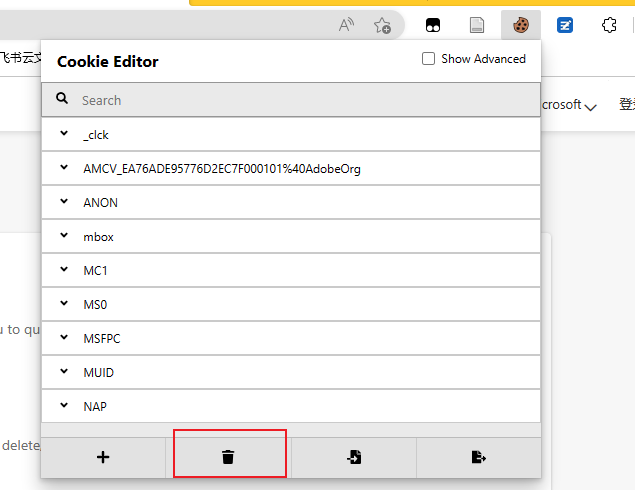 飞书云文
Cookie Editor
Show Advanced
Search
crosoft
登
_clck
AMCV_EA76ADE95776D2EC7F000101%40AdobeOrg
ANON
mbox
MC1
MS0
u to qu
MSFPC
MUID
NAP
delete